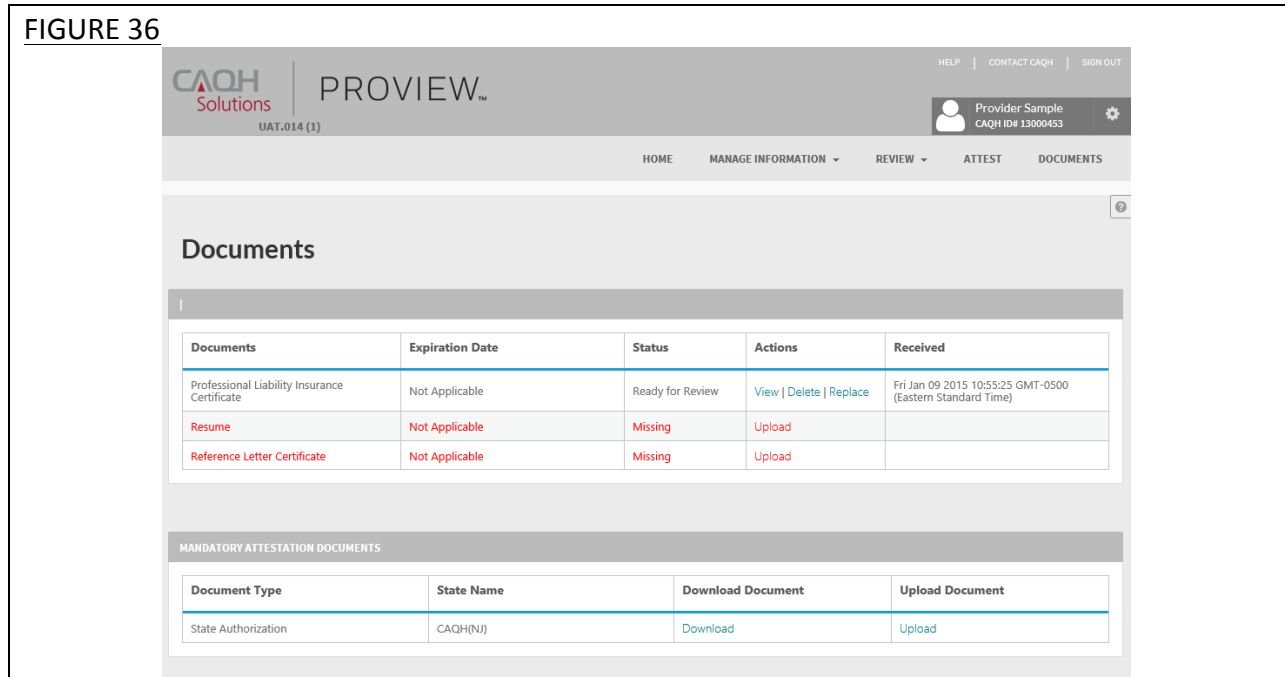 FIGURE 36
HELP | CONTACT CAQH | SIGN OUT
CAQH
Solutions
PROVIEW™
UAT.014 (1)
Provider Sample
CAQH ID# 13000453
HOME MANAGE INFORMATION REVIEW ATTEST DOCUMENTS
Documents
Documents Expiration Date Status Actions Received
Professional Liability Insurance
Certificate Not Applicable Ready for Review View | Delete | Replace Fri Jan 09 2015 10:55:25 GMT-0500
(Eastern Standard Time)
Resume Not Applicable Missing Upload
Reference Letter Certificate Not Applicable Missing Upload
MANDATORY ATTESTATION DOCUMENTS
Document Type State Name Download Document Upload Document
State Authorization CAQH(NJ) Download Upload